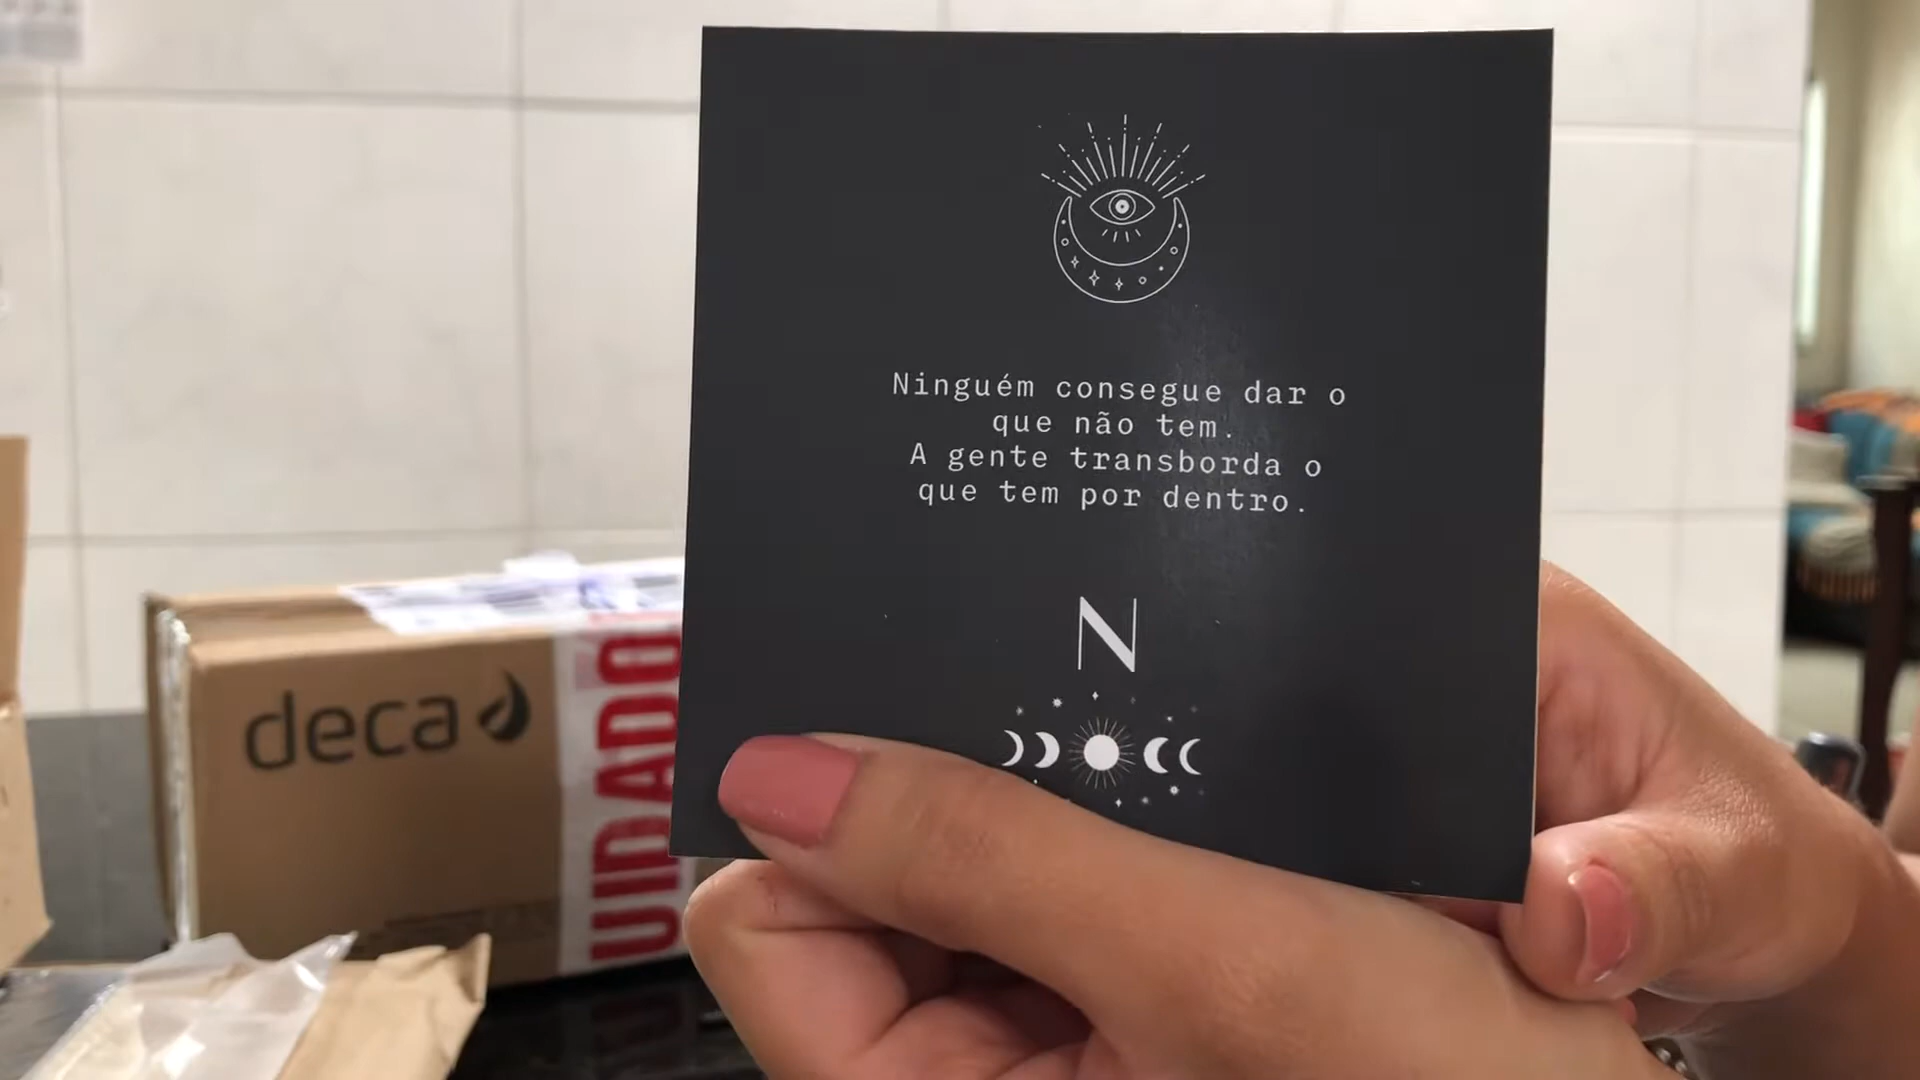 Ninguém consegue dar o
que não tem.
A gente transborda o
que tem por dentro.
N
deca
UIDADO